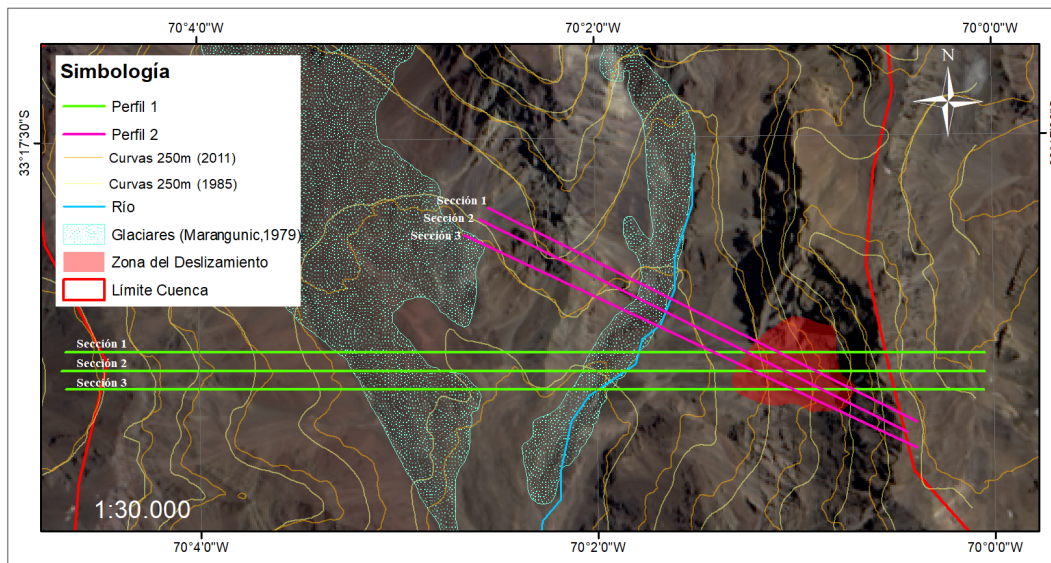 70°4'0"W
70°2'0"W
70°0'0"W
33°17'30"S
Simbología
Perfil 1
Perfil 2
Curvas 250m (2011)
Curvas 250m (1985)
Río
Glaciares (Marangunic,1979)
Zona del Deslizamiento
Límite Cuenca
N
Sección 1
Sección 2
Sección 3
Sección 1
Sección 2
Sección 3
1:30.000
70°4'0"W
70°2'0"W
70°0'0"W